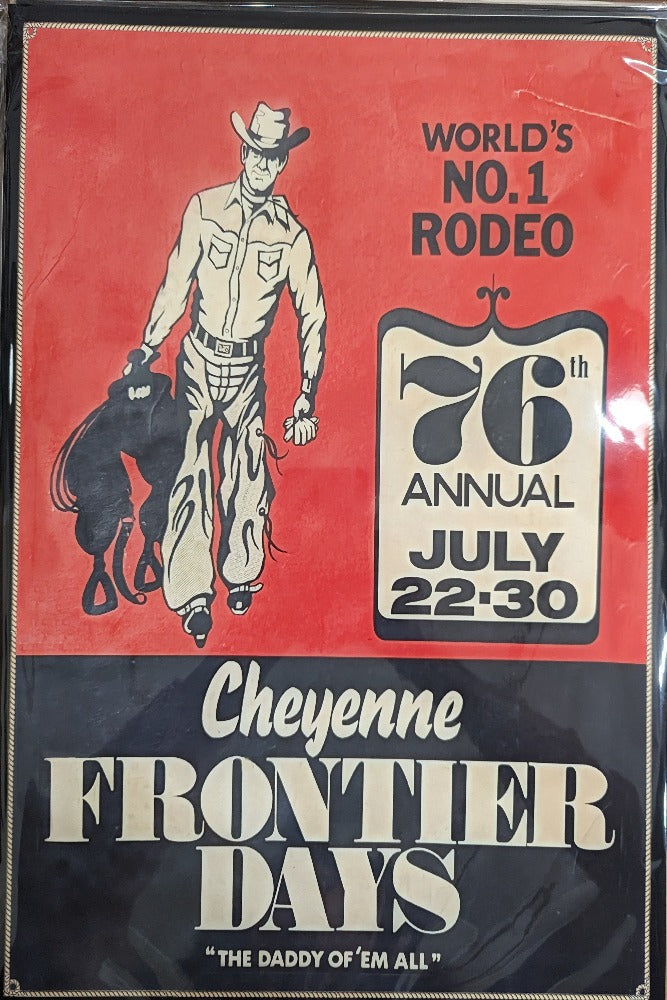 WORLD'S
NO.1
RODEO
76th
ANNUAL
JULY
22-30
Cheyenne
FRONTIER
DAYS
"THE DADDY OF 'EM ALL"